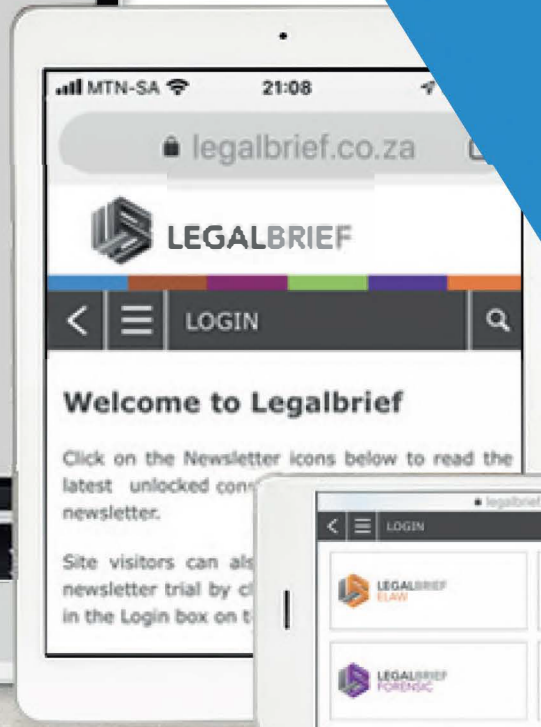 MTN-SA 21:08
legalbrief.co.za
LEGALBRIEF
LOGIN
Welcome to Legalbrief
Click on the Newsletter icons below to read the
latest unlocked
newsletter.
Site visitors can
newsletter trial by
in the Login box on
legalbrief
LOGIN
LEGALBRIEF
ELAW
LEGALBRIEF
FORENSIC